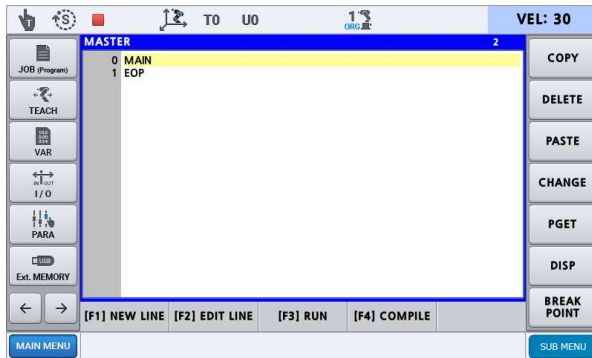 S
T0 U0
1
ORG
VEL: 30
MASTER 2
0 MAIN
1 EOP
JOB (Program)
TEACH
VAR
IN OUT
I/O
PARA
USB
Ext. MEMORY
← →
MAIN MENU
[F1] NEW LINE [F2] EDIT LINE [F3] RUN [F4] COMPILE
COPY
DELETE
PASTE
CHANGE
PGET
DISP
BREAK
POINT
SUB MENU